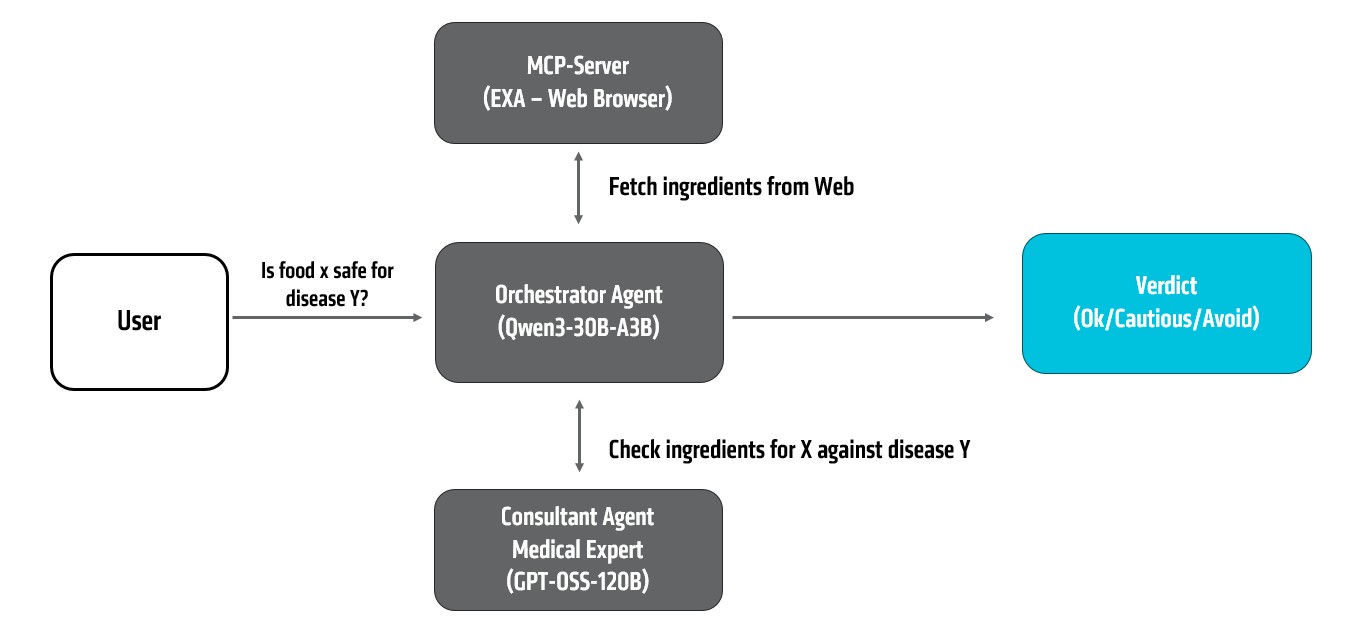 MCP-Server
(EXA – Web Browser)
Fetch ingredients from Web
User
Is food x safe for
disease Y?
Orchestrator Agent
(Qwen3-30B-A3B)
Verdict
(Ok/Cautious/Avoid)
Check ingredients for X against disease Y
Consultant Agent
Medical Expert
(GPT-OSS-120B)